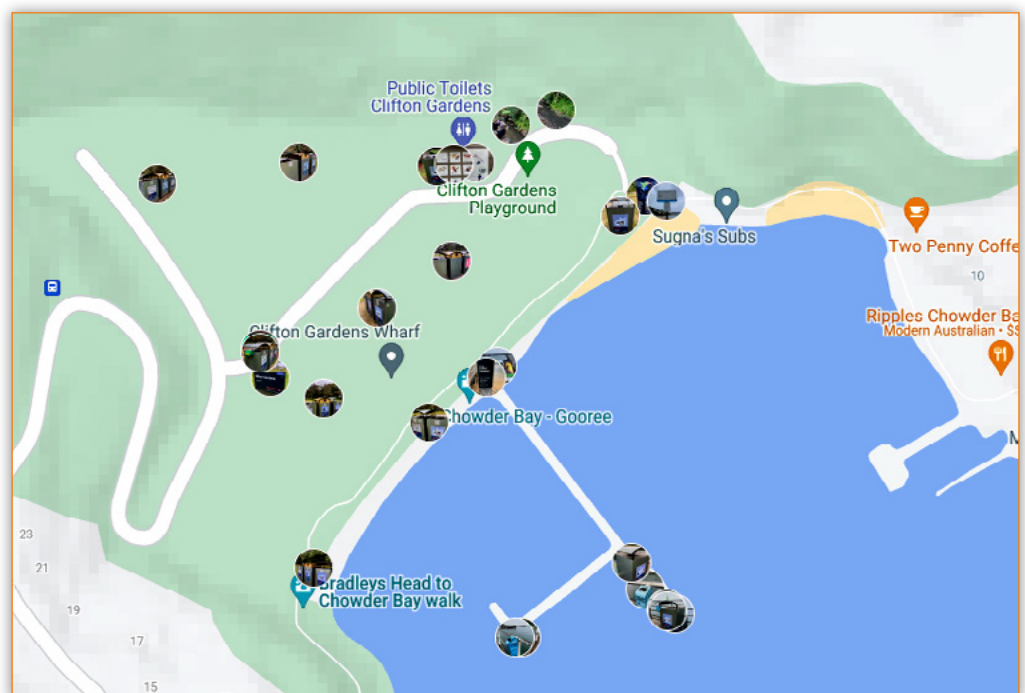 Public Toilets
Clifton Gardens
Clifton Gardens
Playground
Sugna's Subs
Two Penny Coffe
10
Clifton Gardens Wharf
Ripples Chowder Ba
Modern Australian • $$
Chowder Bay - Gooree
M
23
21
Bradleys Head to
Chowder Bay walk
19
17
15